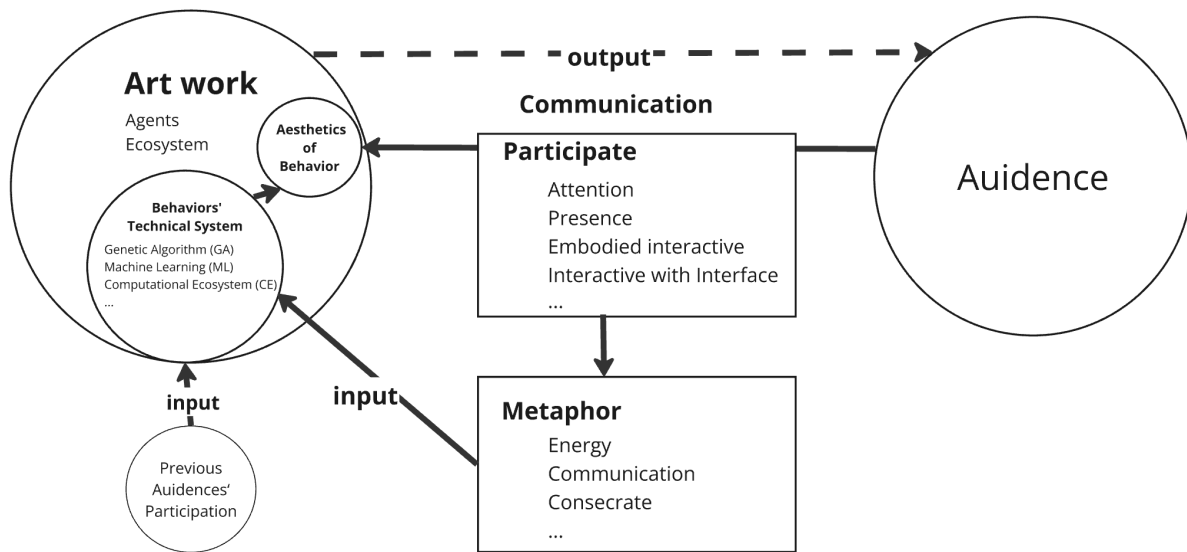 output
Art work
Agents
Ecosystem
Aesthetics
of
Behavior
Behaviors'
Technical System
Genetic Algorithm (GA)
Machine Learning (ML)
Computational Ecosystem (CE)
...
Communication
Participate
Attention
Presence
Embodied interactive
Interactive with Interface
...
Auidence
input
input
Metaphor
Energy
Communication
Consecrate
...
Previous
Auidences‘
Participation